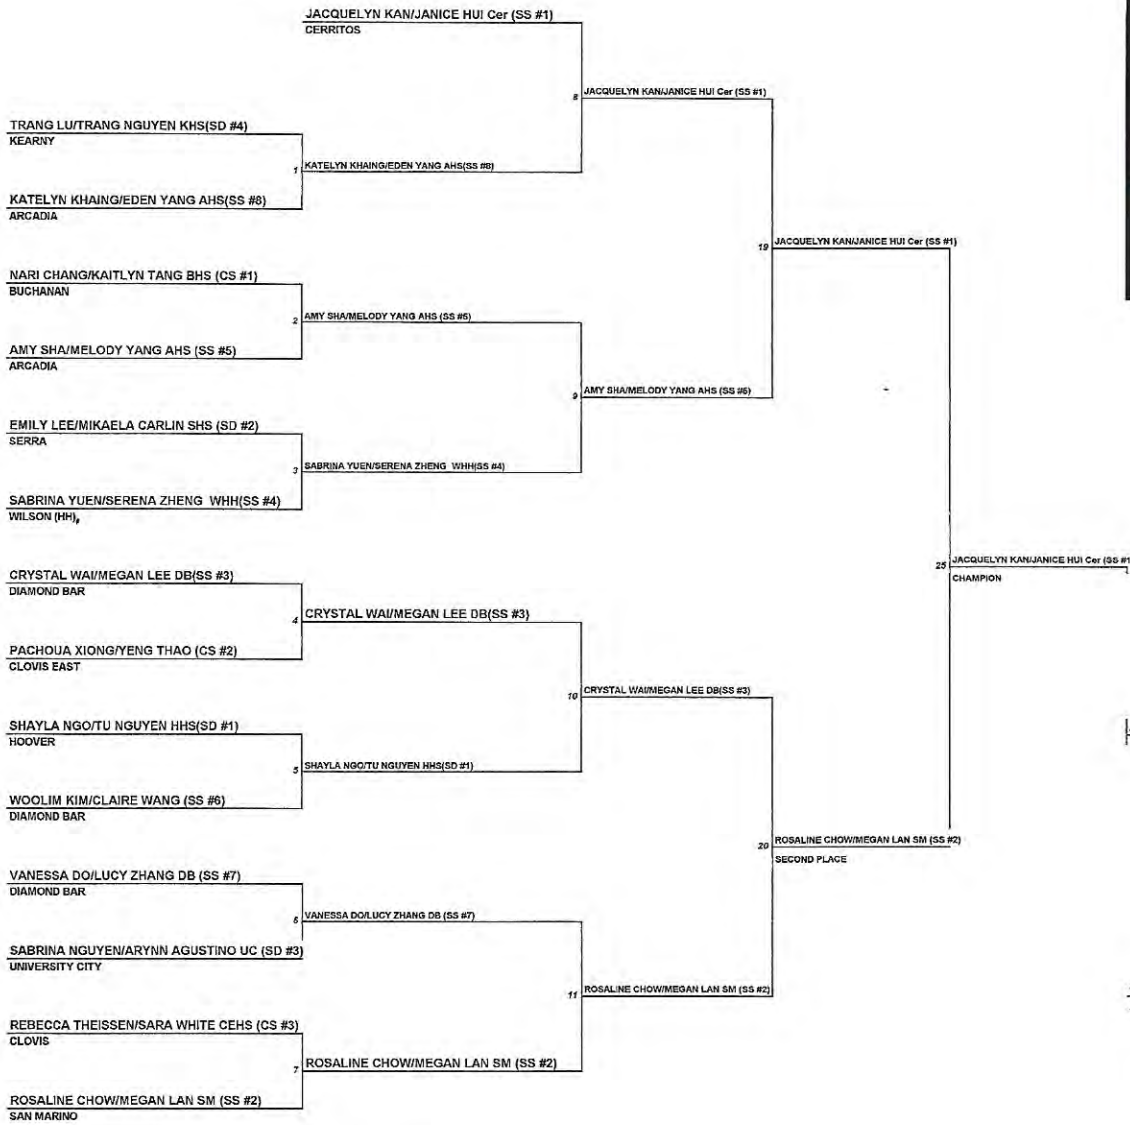 JACQUELYN KAN/JANICE HUI Cer (SS #1)
CERRITOS
8 JACQUELYN KAN/JANICE HUI Cer (SS #1)
TRANG LU/TRANG NGUYEN KHS(SD #4)
KEARNY
1 KATELYN KHAING/EDEN YANG AHS(SS #8)
KATELYN KHAING/EDEN YANG AHS(SS #8)
ARCADIA
19 JACQUELYN KAN/JANICE HUI Cer (SS #1)
NARI CHANG/KAITLYN TANG BHS (CS #1)
BUCHANAN
2 AMY SHA/MELODY YANG AHS (SS #5)
AMY SHA/MELODY YANG AHS (SS #5)
ARCADIA
9 AMY SHA/MELODY YANG AHS (SS #5)
EMILY LEE/MIKAELA CARLIN SHS (SD #2)
SERRA
3 SABRINA YUEN/SERENA ZHENG WHH(SS #4)
SABRINA YUEN/SERENA ZHENG WHH(SS #4)
WILSON (HH)
25 JACQUELYN KAN/JANICE HUI Cer (SS #1
CHAMPION
CRYSTAL WAI/MEGAN LEE DB(SS #3)
DIAMOND BAR
4 CRYSTAL WAI/MEGAN LEE DB(SS #3)
PACHOUA XIONG/YENG THAO (CS #2)
CLOVIS EAST
10 CRYSTAL WAI/MEGAN LEE DB(SS #3)
SHAYLA NGO/TU NGUYEN HHS(SD #1)
HOOVER
5 SHAYLA NGO/TU NGUYEN HHS(SD #1)
WOOLIM KIM/CLAIRE WANG (SS #6)
DIAMOND BAR
20 ROSALINE CHOW/MEGAN LAN SM (SS #2)
SECOND PLACE
VANESSA DO/LUCY ZHANG DB (SS #7)
DIAMOND BAR
6 VANESSA DO/LUCY ZHANG DB (SS #7)
SABRINA NGUYEN/ARYNN AGUSTINO UC (SD #3)
UNIVERSITY CITY
11 ROSALINE CHOW/MEGAN LAN SM (SS #2)
REBECCA THEISSEN/SARA WHITE CEHS (CS #3)
CLOVIS
7 ROSALINE CHOW/MEGAN LAN SM (SS #2)
ROSALINE CHOW/MEGAN LAN SM (SS #2)
SAN MARINO